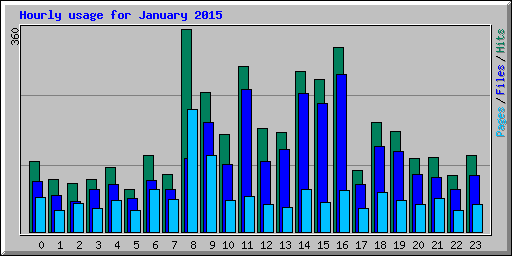 Hourly usage for January 2015
360
Pages / Files / Hits
0 1 2 3 4 5 6 7 8 9 10 11 12 13 14 15 16 17 18 19 20 21 22 23